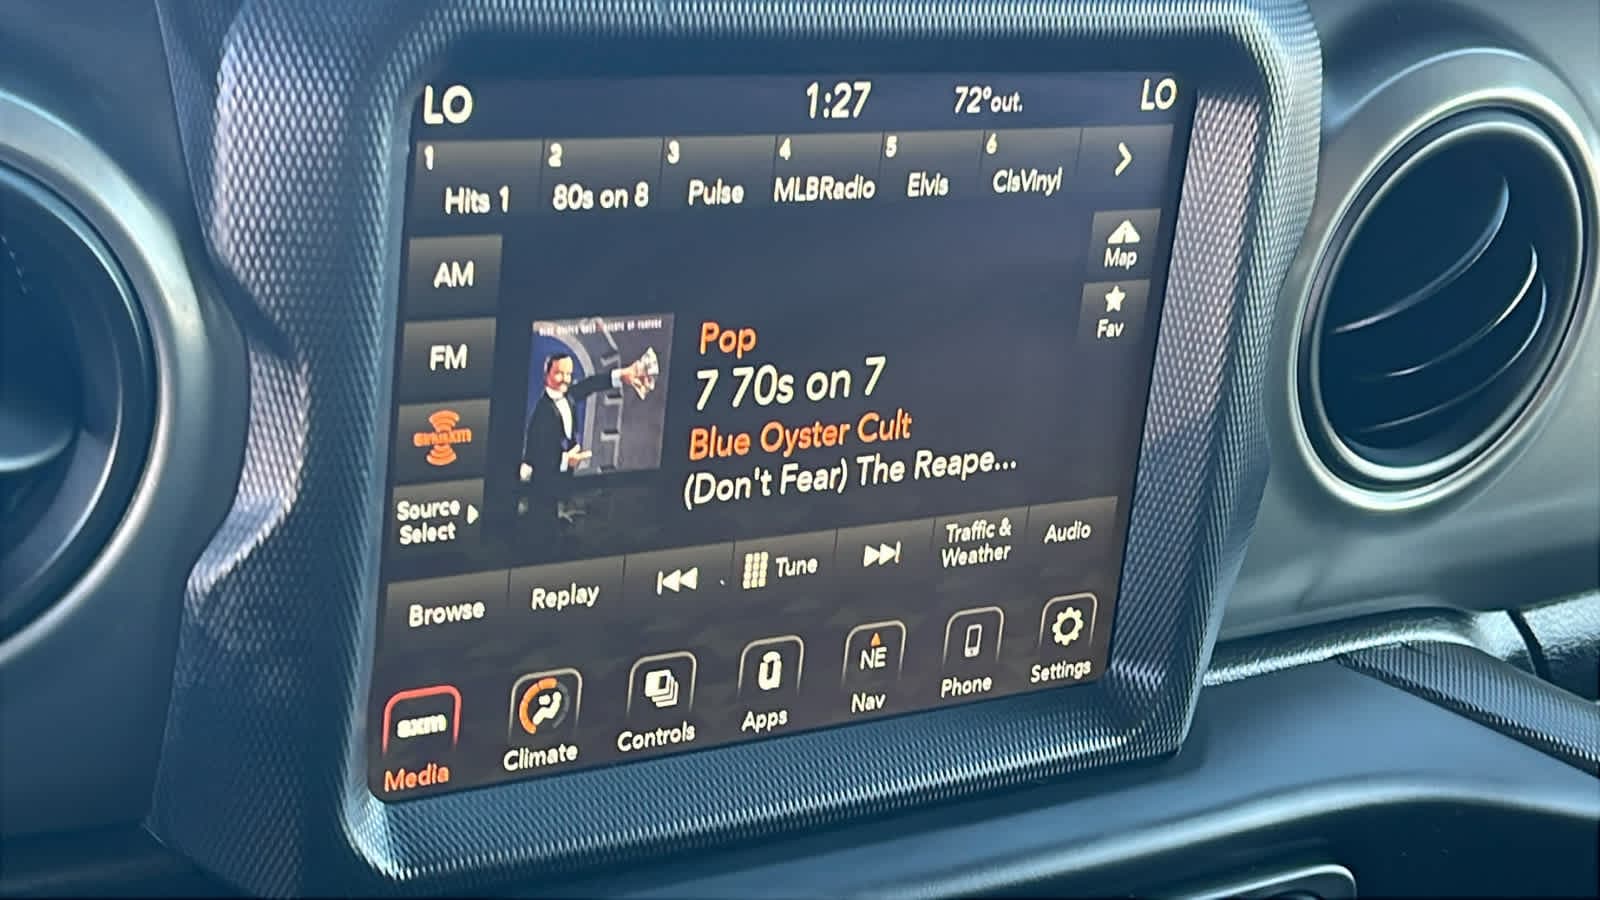 LO 1:27 72°out. LO
1 2 3 4 5 6
Hits 1 80s on 8 Pulse MLBRadio Elvis ClsVinyl
AM
Map
Fav
FM
Pop
7 70s on 7
siriusxm
Blue Oyster Cult
(Don't Fear) The Reape...
Source
Select
Browse Replay Tune Traffic &
Weather Audio
sxm
NE
Media Climate Controls Apps Nav Phone Settings